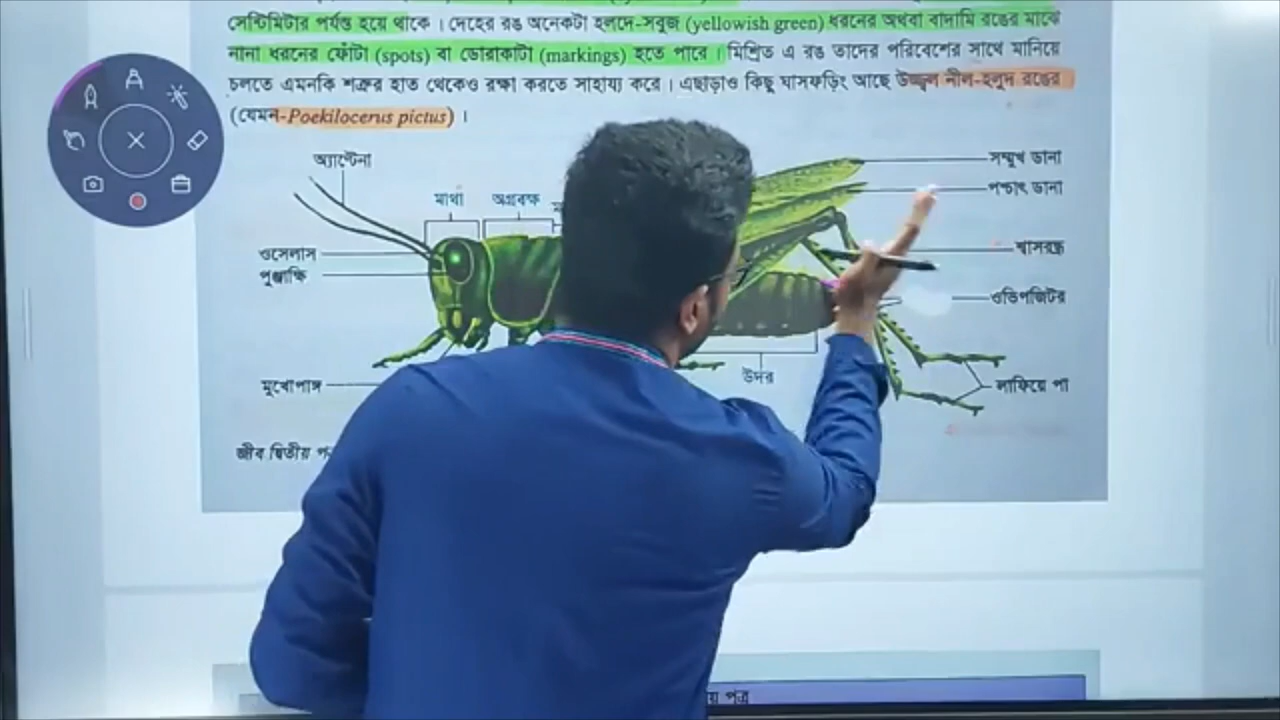 সেন্টিমিটার পর্যন্ত হয়ে থাকে । দেহের রঙ অনেকটা হলদে-সবুজ (yellowish green) ধরনের অথবা বাদামি রঙের মাঝে
নানা ধরনের ফোঁটা (spots) বা ডোরাকাটা (markings) হতে পারে । মিশ্রিত এ রঙ তাদের পরিবেশের সাথে মানিয়ে
চলতে এমনকি শত্রুর হাত থেকেও রক্ষা করতে সাহায্য করে । এছাড়াও কিছু ঘাসফড়িং আছে উজ্জ্বল নীল-হলুদ রঙের
(যেমন-Poekilocerus pictus) ।
অ্যান্টেনা
সম্মুখ ডানা
মাথা
অগ্রবক্ষ
পশ্চাৎ ডানা
ওসেলাস
শ্বাসরন্ধ্র
পুঞ্জাক্ষি
ওভিপজিটর
উদর
মুখোপাঙ্গ
লাফিয়ে পা
জীব দ্বিতীয় প
য় পত্র